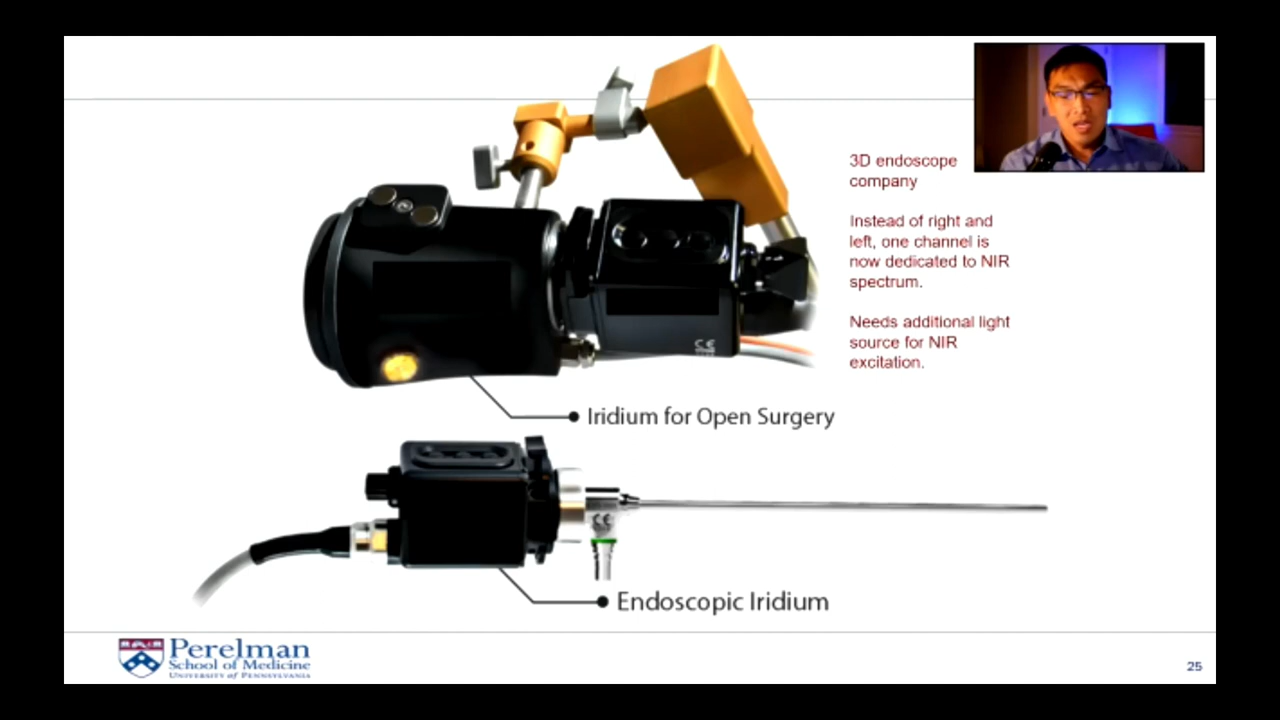 3D endoscope
company
Instead of right and
left, one channel is
now dedicated to NIR
spectrum.
Needs additional light
source for NIR
excitation.
Iridium for Open Surgery
CE
Endoscopic Iridium
Perelman
School of Medicine
University of Pennsylvania
25